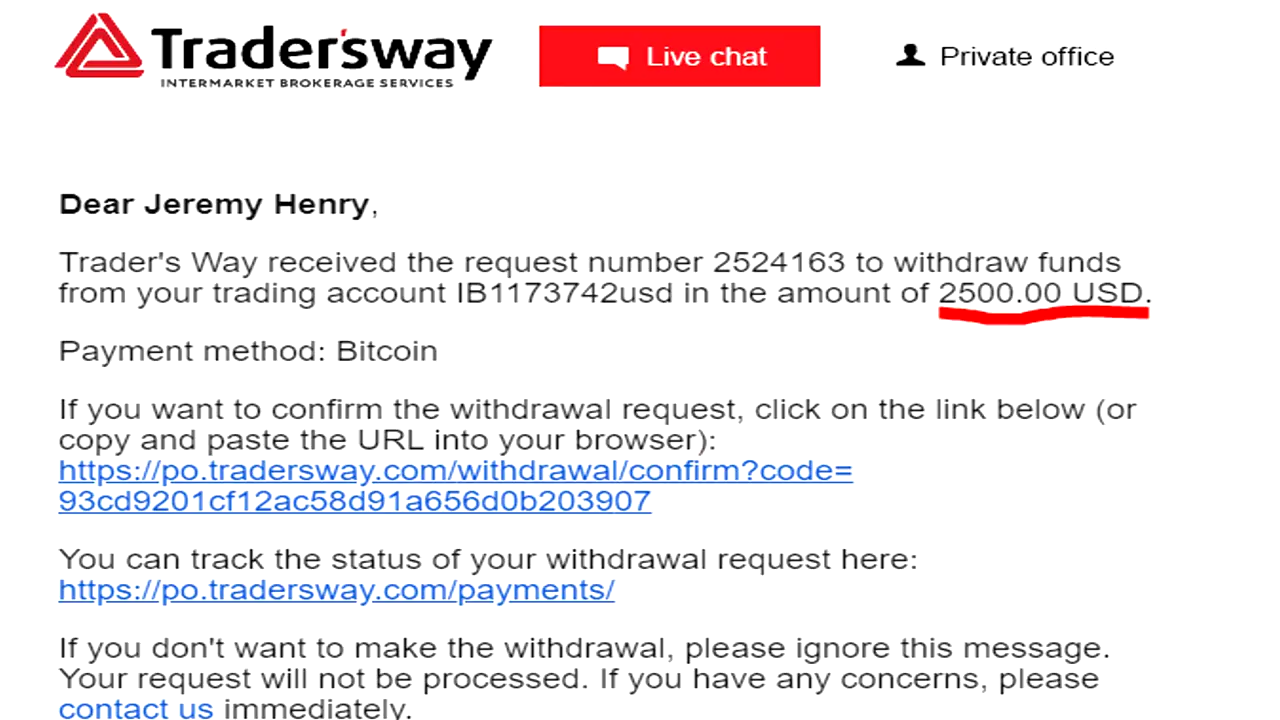 Trader'sway
INTERMARKET BROKERAGE SERVICES
Live chat
Private office
Dear Jeremy Henry,
Trader's Way received the request number 2524163 to withdraw funds
from your trading account IB1173742usd in the amount of 2500.00 USD.
Payment method: Bitcoin
If you want to confirm the withdrawal request, click on the link below (or
copy and paste the URL into your browser):
https://po.tradersway.com/withdrawal/confirm?code=
93cd9201cf12ac58d91a656d0b203907
You can track the status of your withdrawal request here:
https://po.tradersway.com/payments/
If you don't want to make the withdrawal, please ignore this message.
Your request will not be processed. If you have any concerns, please
contact us immediately.